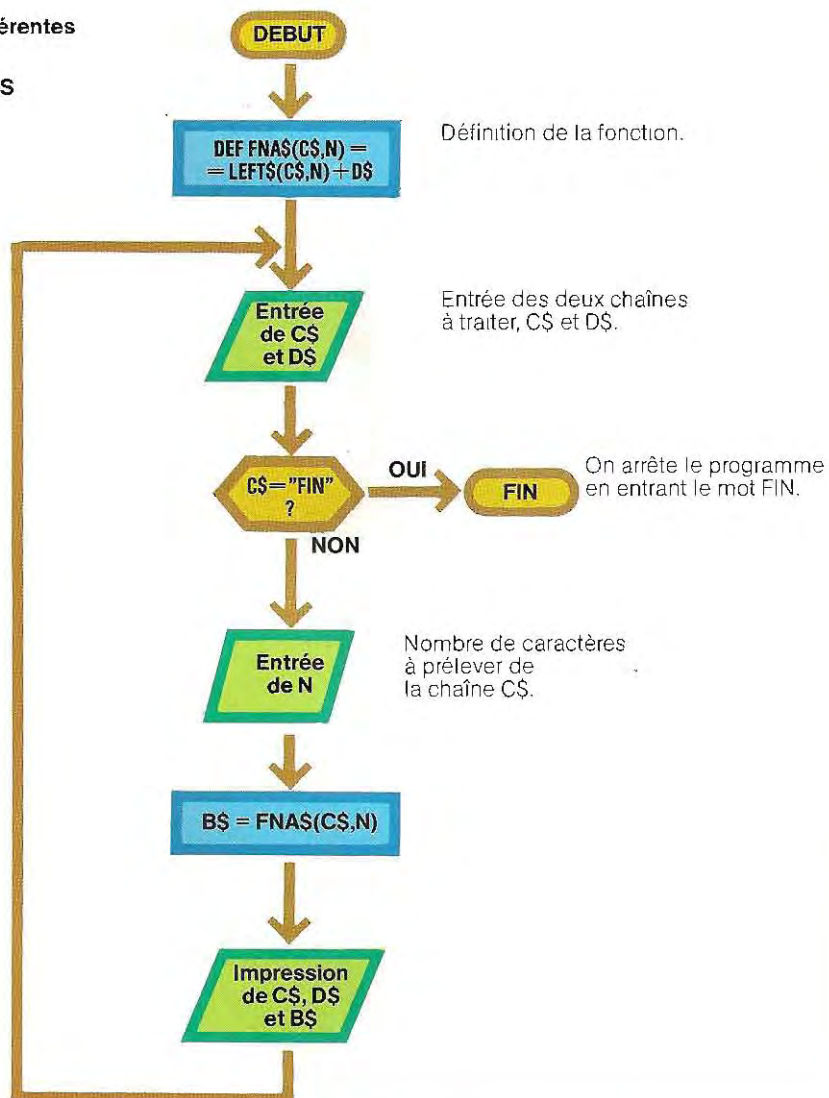 érentes
S
DEBUT
DEF FNA$(C$,N) =
= LEFT$(C$,N)+D$
Définition de la fonction.
Entrée
de C$
et D$
Entrée des deux chaînes
à traiter, C$ et D$.
C$="FIN"
?
OUI
FIN
On arrête le programme
en entrant le mot FIN.
NON
Entrée
de N
Nombre de caractères
à prélever de
la chaîne C$.
B$ = FNA$(C$,N)
Impression
de C$, D$
et B$